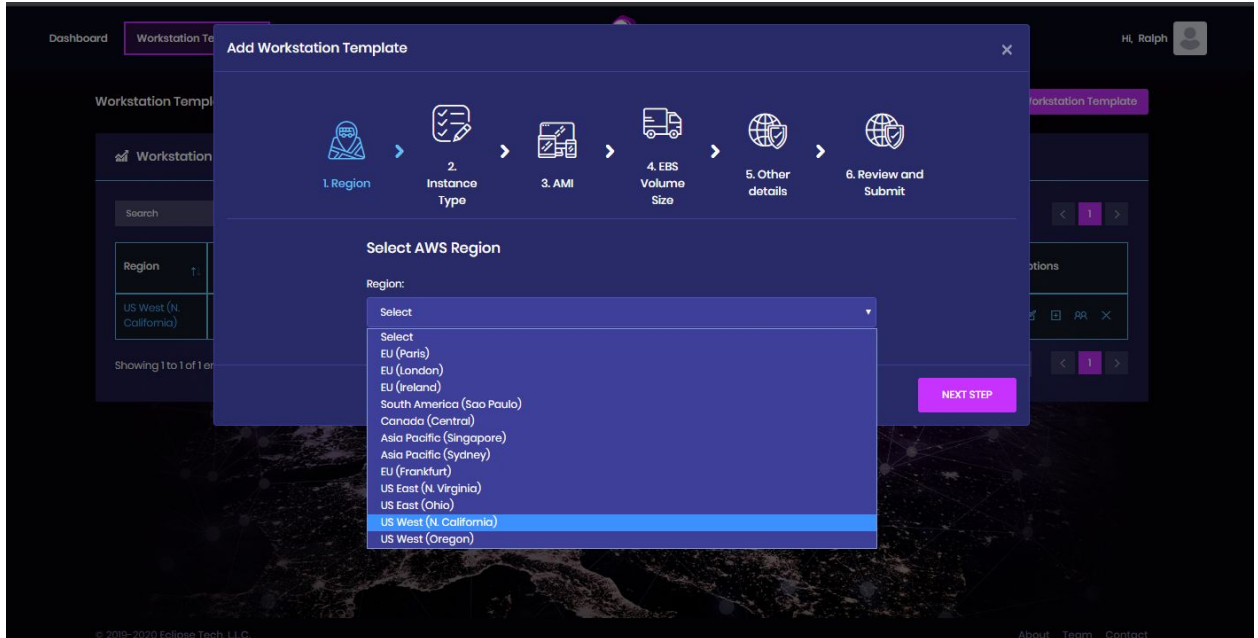 Dashboard
Workstation Te
Hi, Ralph
Add Workstation Template
×
Workstation Templ
Workstation Template
Workstation
1. Region
2.
Instance
Type
3. AMI
4. EBS
Volume
Size
5. Other
details
6. Review and
Submit
Search
< 1 >
Select AWS Region
Region
Region:
ptions
US West (N.
California)
Select
Showing 1 to 1 of 1 en
< 1 >
Select
EU (Paris)
EU (London)
EU (Ireland)
South America (Sao Paulo)
Canada (Central)
Asia Pacific (Singapore)
Asia Pacific (Sydney)
EU (Frankfurt)
US East (N. Virginia)
US East (Ohio)
US West (N. California)
US West (Oregon)
NEXT STEP
© 2019-2020 Eclipse Tech, LLC
About Team Contact